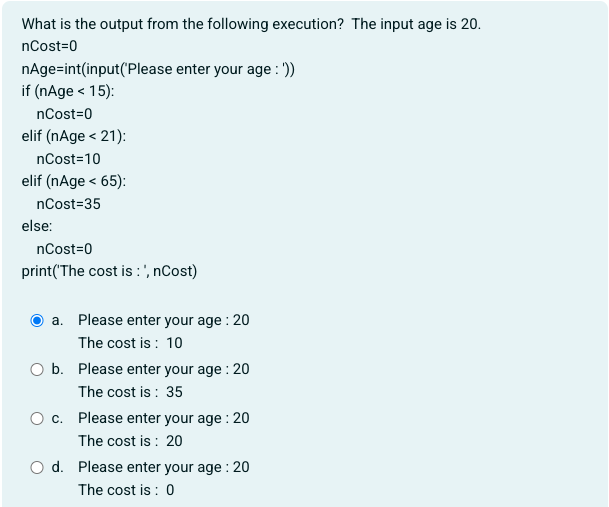 What is the output from the following execution?  The input age is 20.
nCost=0
nAge=int(input('Please enter your age : '))
if (nAge < 15):
    nCost=0
elif (nAge < 21):
    nCost=10
elif (nAge < 65):
    nCost=35
else:
    nCost=0
print('The cost is : ', nCost)
a. Please enter your age : 20
The cost is :  10
b. Please enter your age : 20
The cost is :  35
c. Please enter your age : 20
The cost is :  20
d. Please enter your age : 20
The cost is :  0